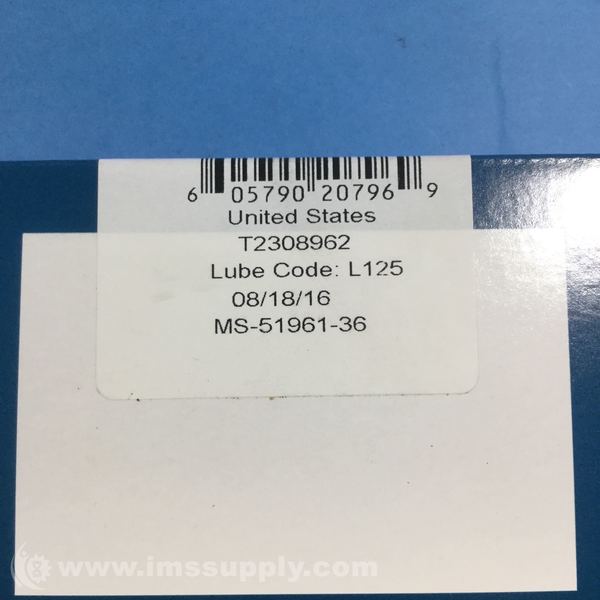 6 05790 20796 9
United States
T2308962
Lube Code: L125
08/18/16
MS-51961-36
www.imssupply.com